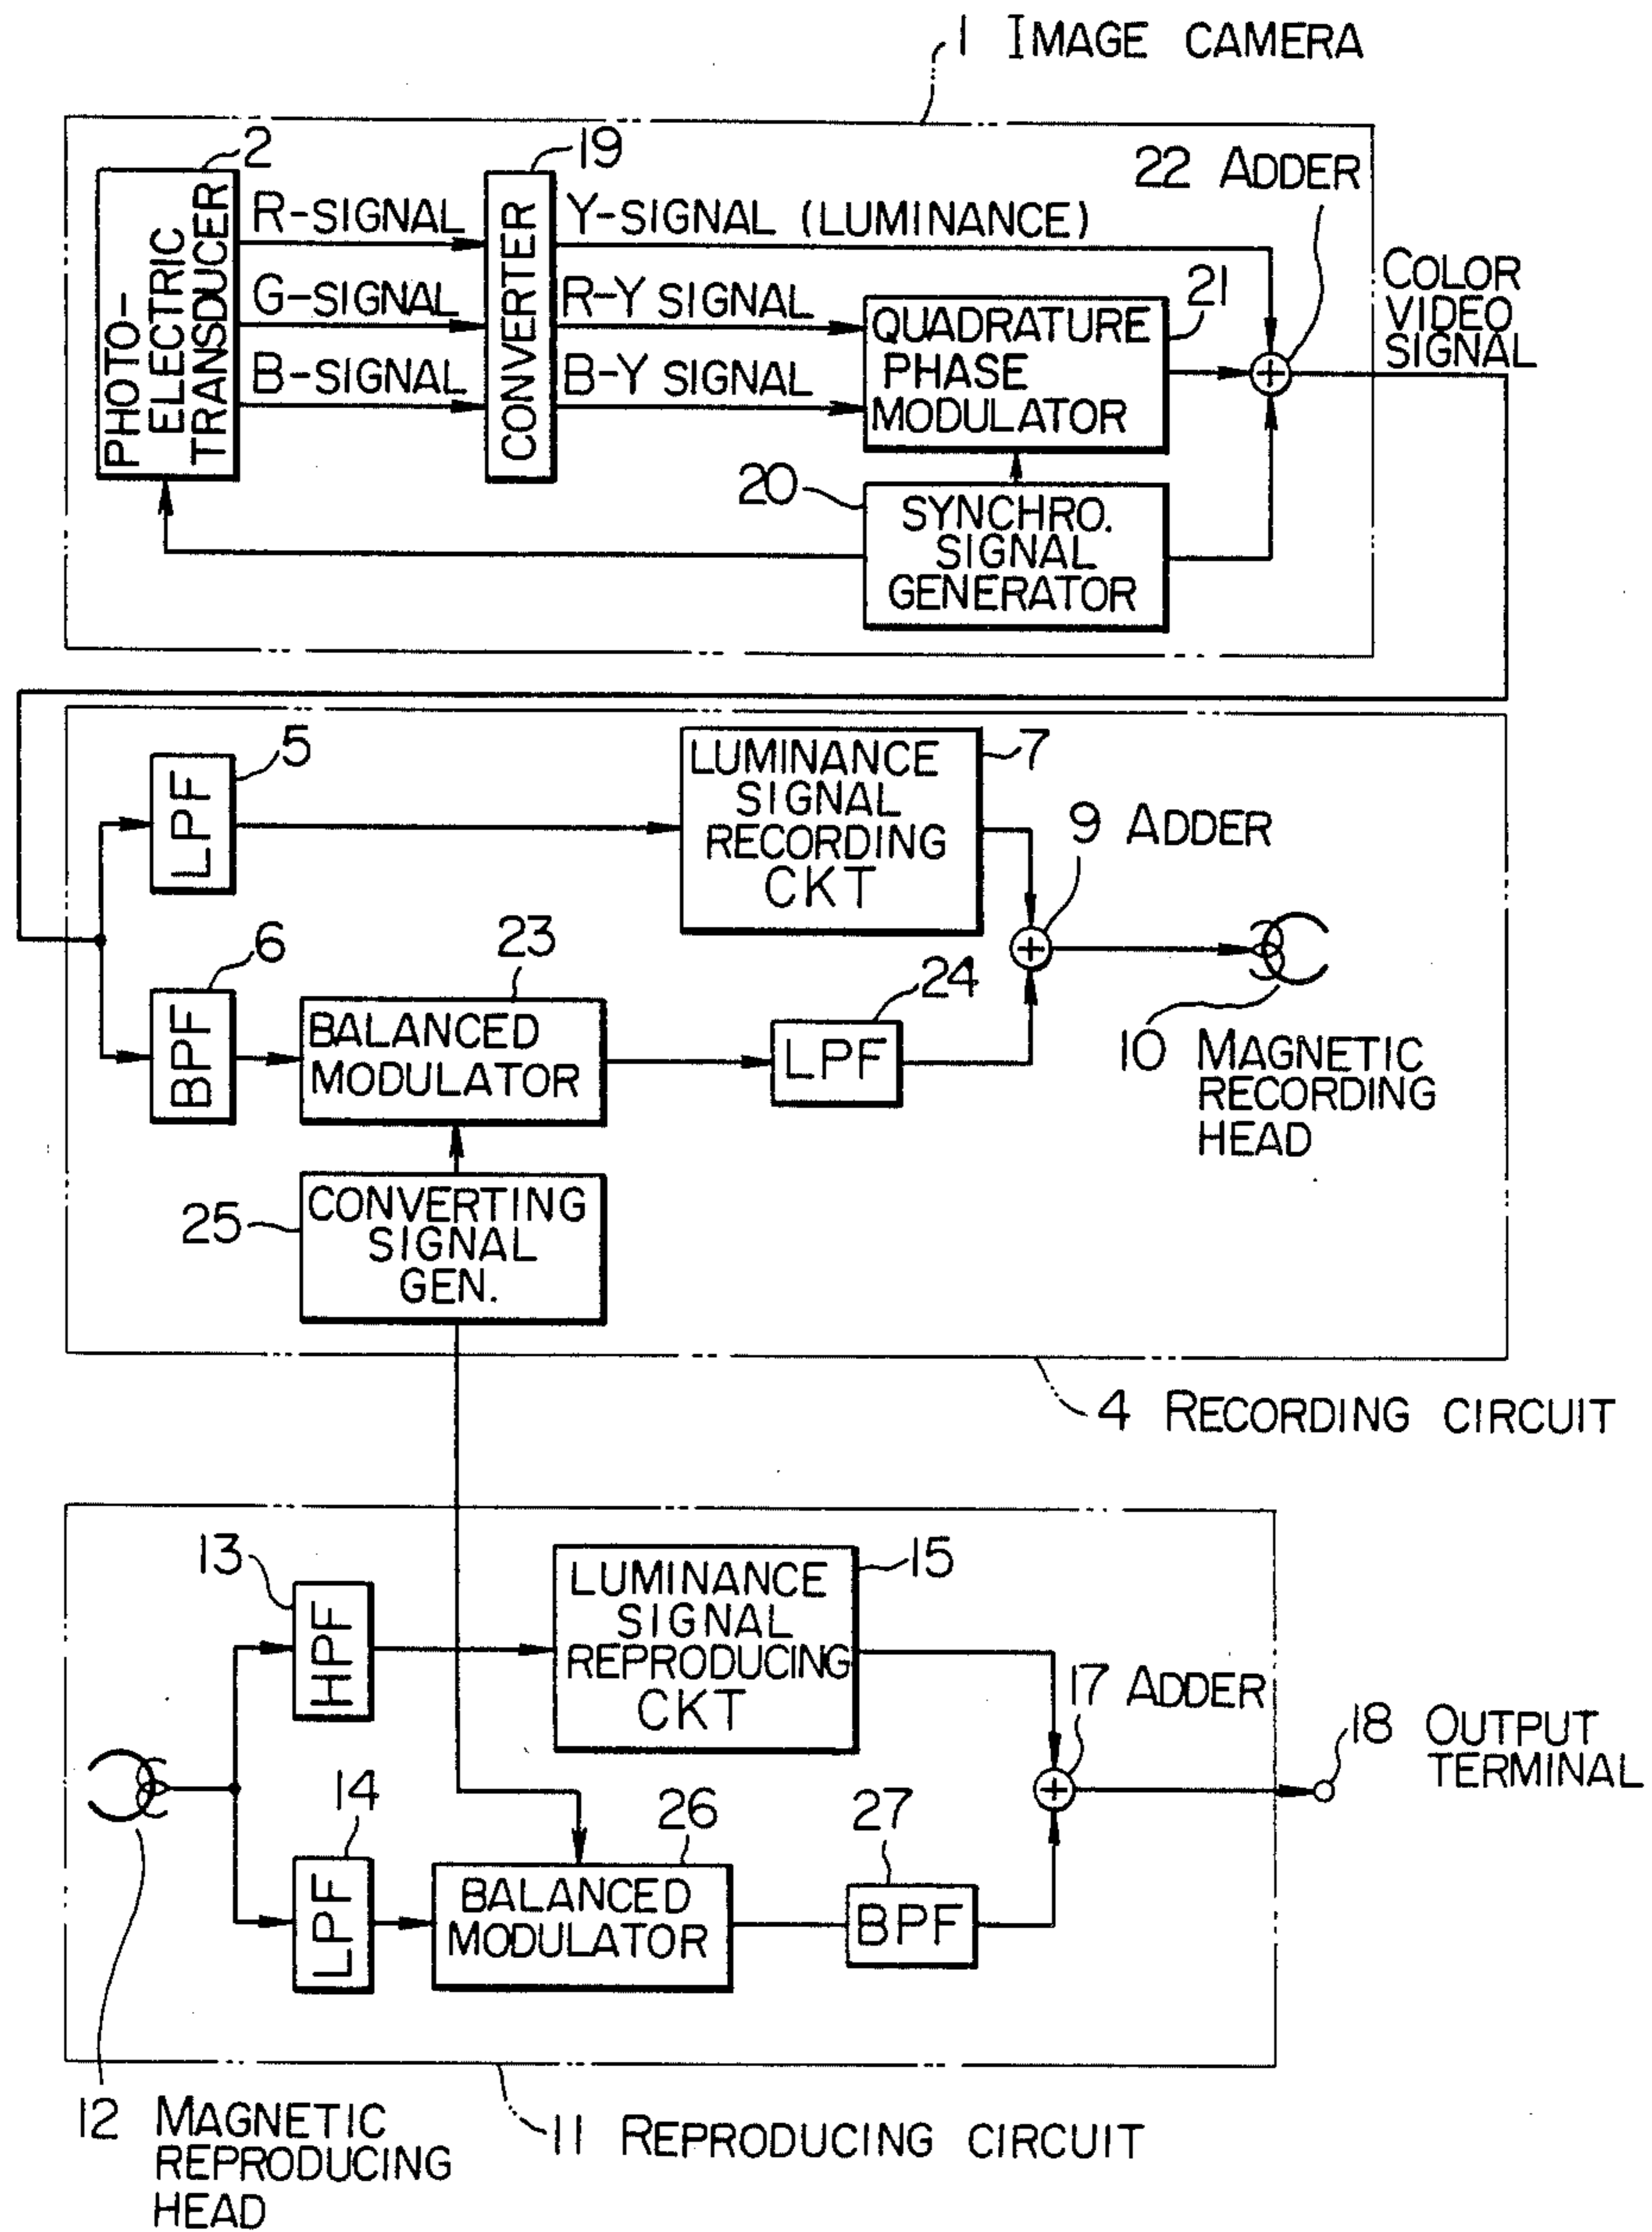 1 IMAGE CAMERA
2
19
22 ADDER
PHOTO-
ELECTRIC
TRANSDUCER
R-SIGNAL
G-SIGNAL
B-SIGNAL
CONVERTER
Y-SIGNAL (LUMINANCE)
R-Y SIGNAL
B-Y SIGNAL
21
QUADRATURE
PHASE
MODULATOR
COLOR
VIDEO
SIGNAL
20
SYNCHRO.
SIGNAL
GENERATOR
5
LPF
7
LUMINANCE
SIGNAL
RECORDING
CKT
9 ADDER
6
BPF
23
BALANCED
MODULATOR
24
LPF
10 MAGNETIC
RECORDING
HEAD
25
CONVERTING
SIGNAL
GEN.
4 RECORDING CIRCUIT
13
HPF
15
LUMINANCE
SIGNAL
REPRODUCING
CKT
17 ADDER
18 OUTPUT
TERMINAL
14
LPF
26
BALANCED
MODULATOR
27
BPF
12 MAGNETIC
REPRODUCING
HEAD
11 REPRODUCING CIRCUIT